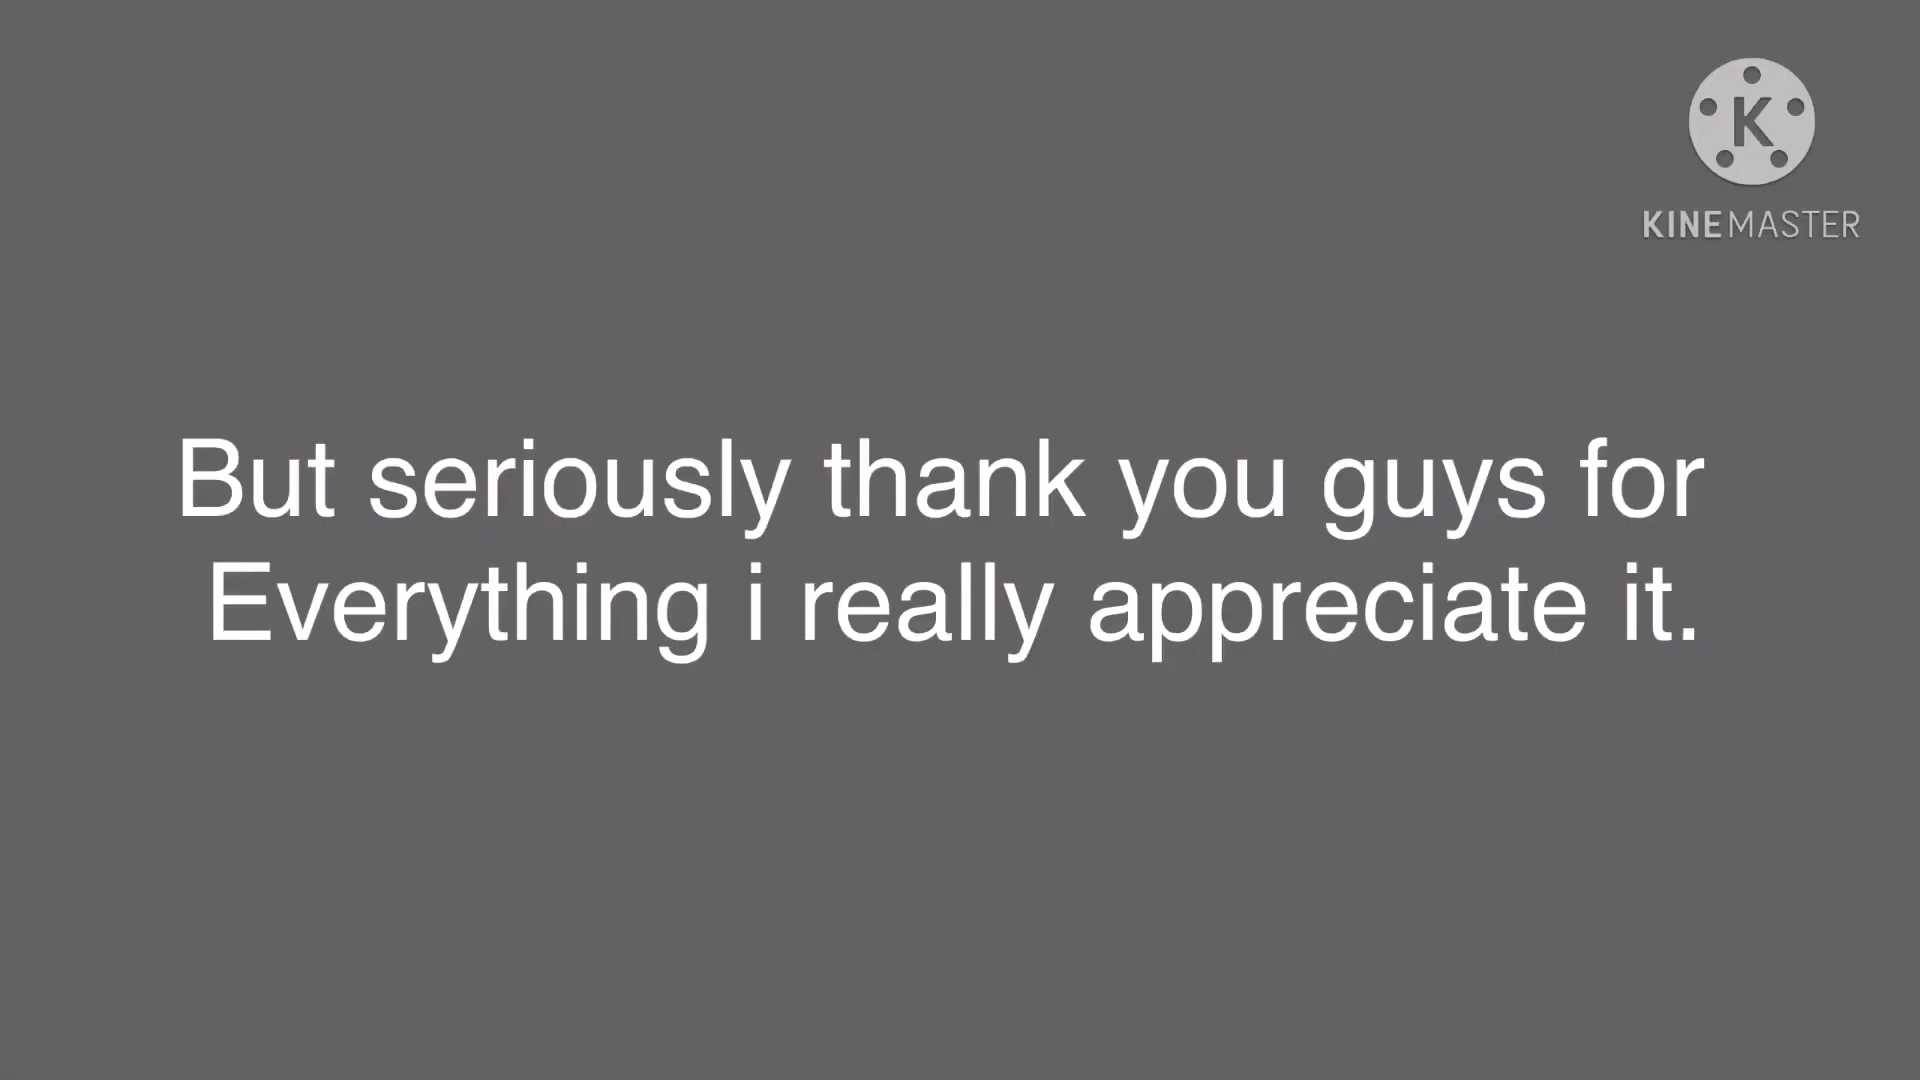 K
KINEMASTER
But seriously thank you guys for
Everything i really appreciate it.